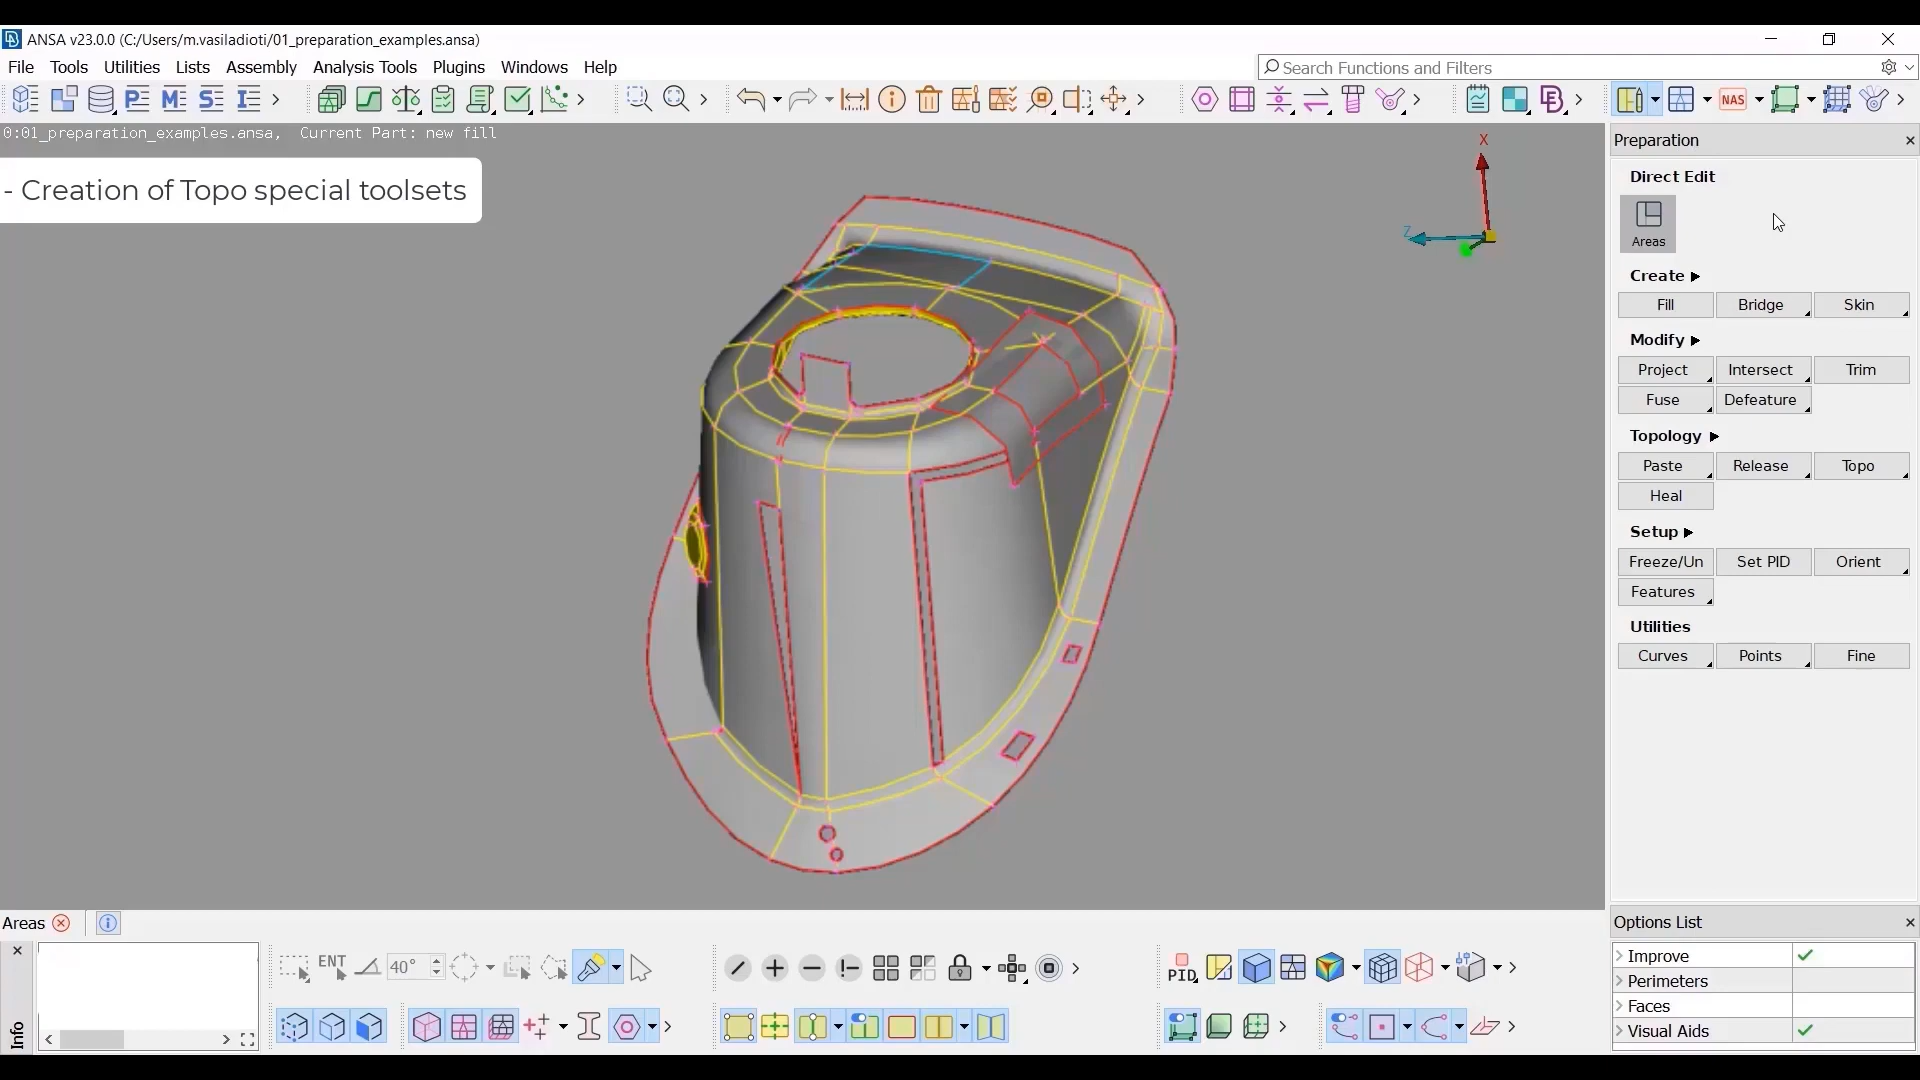 ANSA v23.0.0 (C:/Users/m.vasiladioti/01_preparation_examples.ansa)
File Tools Utilities Lists Assembly Analysis Tools Plugins Windows Help
Search Functions and Filters
P M S I
NAS
0:01_preparation_examples.ansa, Current Part: new fill
- Creation of Topo special toolsets
X
Z
Preparation
Direct Edit
Areas
Create
Fill Bridge Skin
Modify
Project Intersect Trim
Fuse Defeature
Topology
Paste Release Topo
Heal
Setup
Freeze/Un Set PID Orient
Features
Utilities
Curves Points Fine
Areas
Info
ENT 40°
PID
Options List
Improve
Perimeters
Faces
Visual Aids